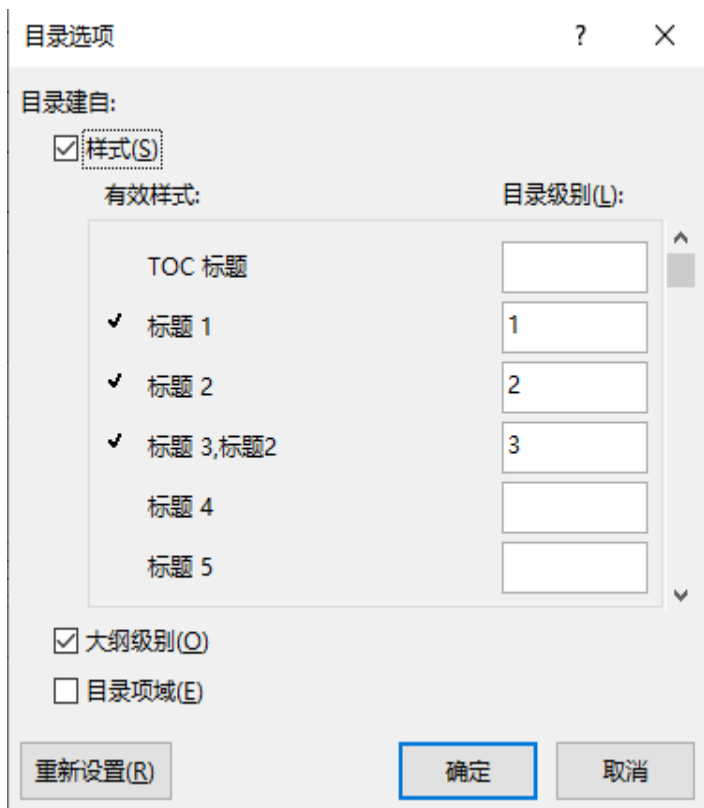 目录选项 ? ×
目录建自:
样式(S)
有效样式: 目录级别(L):
TOC 标题
标题 1 1
标题 2 2
标题 3,标题2 3
标题 4
标题 5
大纲级别(O)
目录项域(E)
重新设置(R) 确定 取消